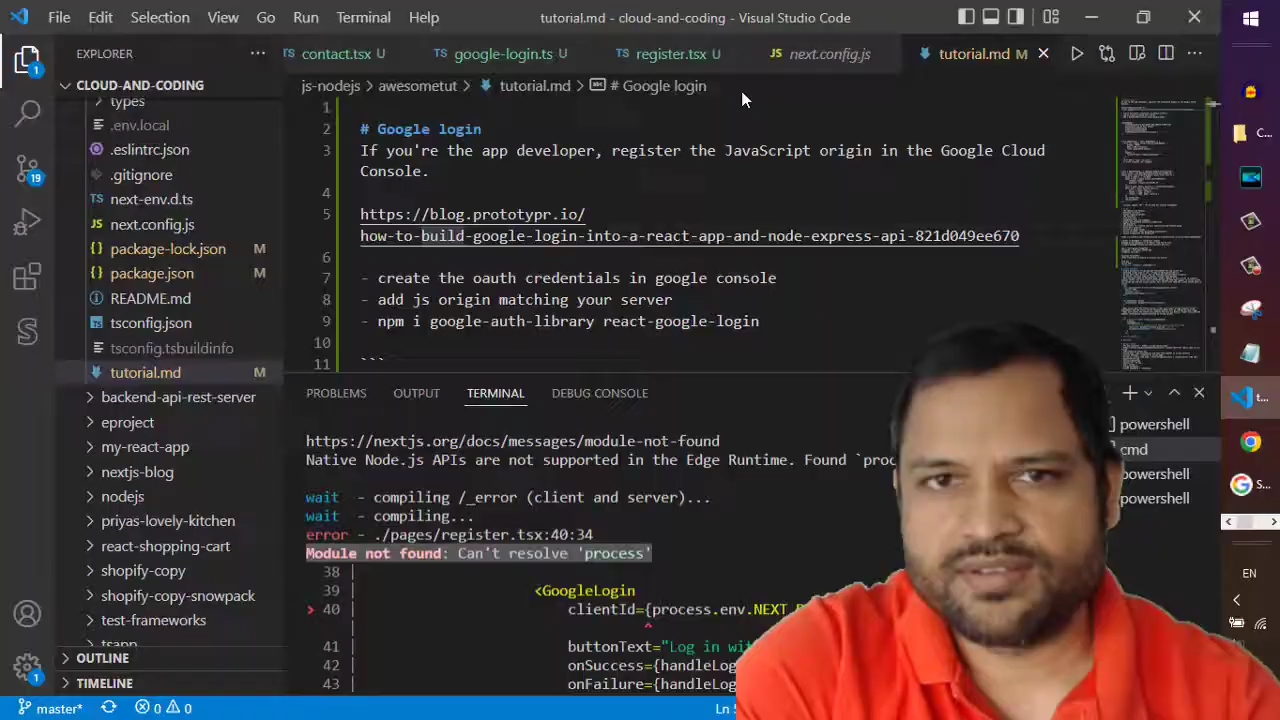 File Edit Selection View Go Run Terminal Help tutorial.md - cloud-and-coding - Visual Studio Code
EXPLORER
contact.tsx U google-login.ts U register.tsx U next.config.js tutorial.md M
CLOUD-AND-CODING
js-nodejs > awesometut > tutorial.md > # Google login
types
.env.local
.eslintrc.json
.gitignore
next-env.d.ts
next.config.js
package-lock.json M
package.json M
README.md
tsconfig.json
tsconfig.tsbuildinfo
tutorial.md M
backend-api-rest-server
eproject
my-react-app
nextjs-blog
nodejs
priyas-lovely-kitchen
react-shopping-cart
shopify-copy
shopify-copy-snowpack
test-frameworks
tsapp
OUTLINE
TIMELINE
1
2 # Google login
3 If you're the app developer, register the JavaScript origin in the Google Cloud
Console.
4
5 https://blog.prototypr.io/
how-to-build-google-login-into-a-react-app-and-node-express-api-821d049ee670
6
7 - create the oauth credentials in google console
8 - add js origin matching your server
9 - npm i google-auth-library react-google-login
10
11 ```
PROBLEMS OUTPUT TERMINAL DEBUG CONSOLE
https://nextjs.org/docs/messages/module-not-found
Native Node.js APIs are not supported in the Edge Runtime. Found `proc
wait - compiling /_error (client and server)...
wait - compiling...
error - ./pages/register.tsx:40:34
Module not found: Can't resolve 'process'
38 |
39 | <GoogleLogin
> 40 | clientId={process.env.NEXT_P
| ^
41 | buttonText="Log in wit
42 | onSuccess={handleLog
43 | onFailure={handleLog
powershell
cmd
powershell
powershell
master* 0 0 Ln
1
19
1
C...
t...
S...
EN